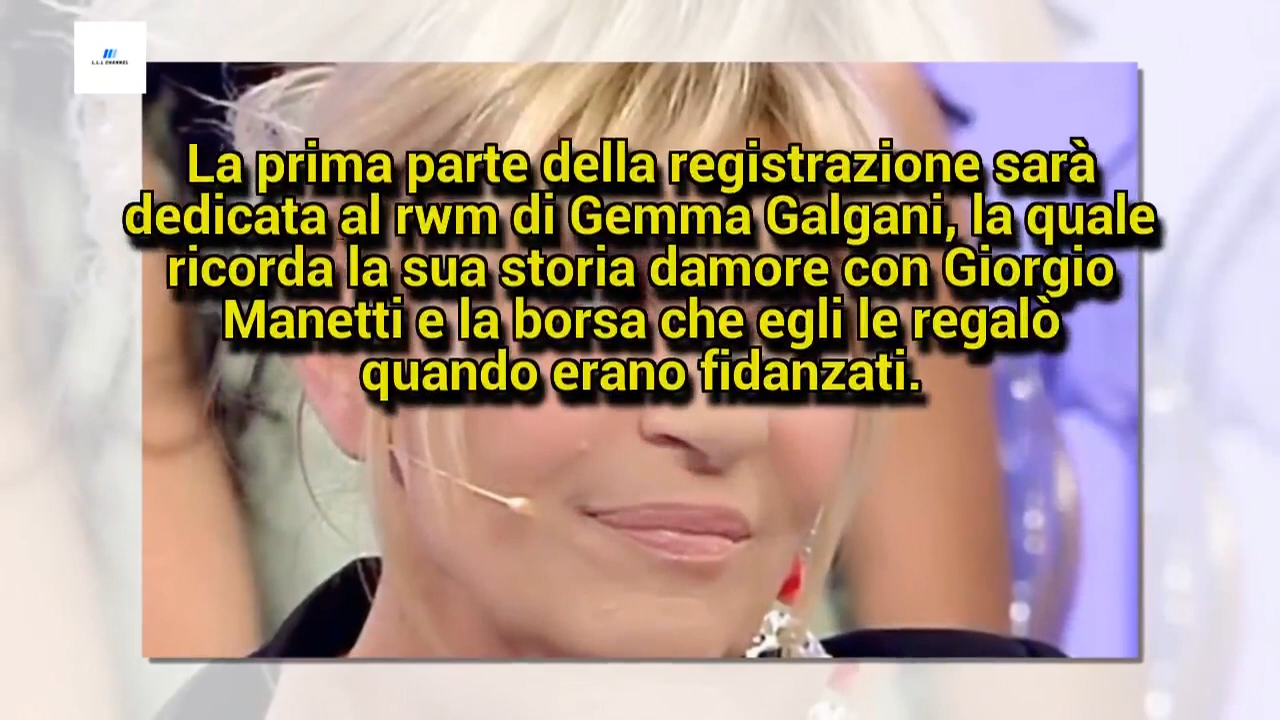 L.L.L CHANNEL
La prima parte della registrazione sarà
dedicata al rwm di Gemma Galgani, la quale
ricorda la sua storia damore con Giorgio
Manetti e la borsa che egli le regalò
quando erano fidanzati.